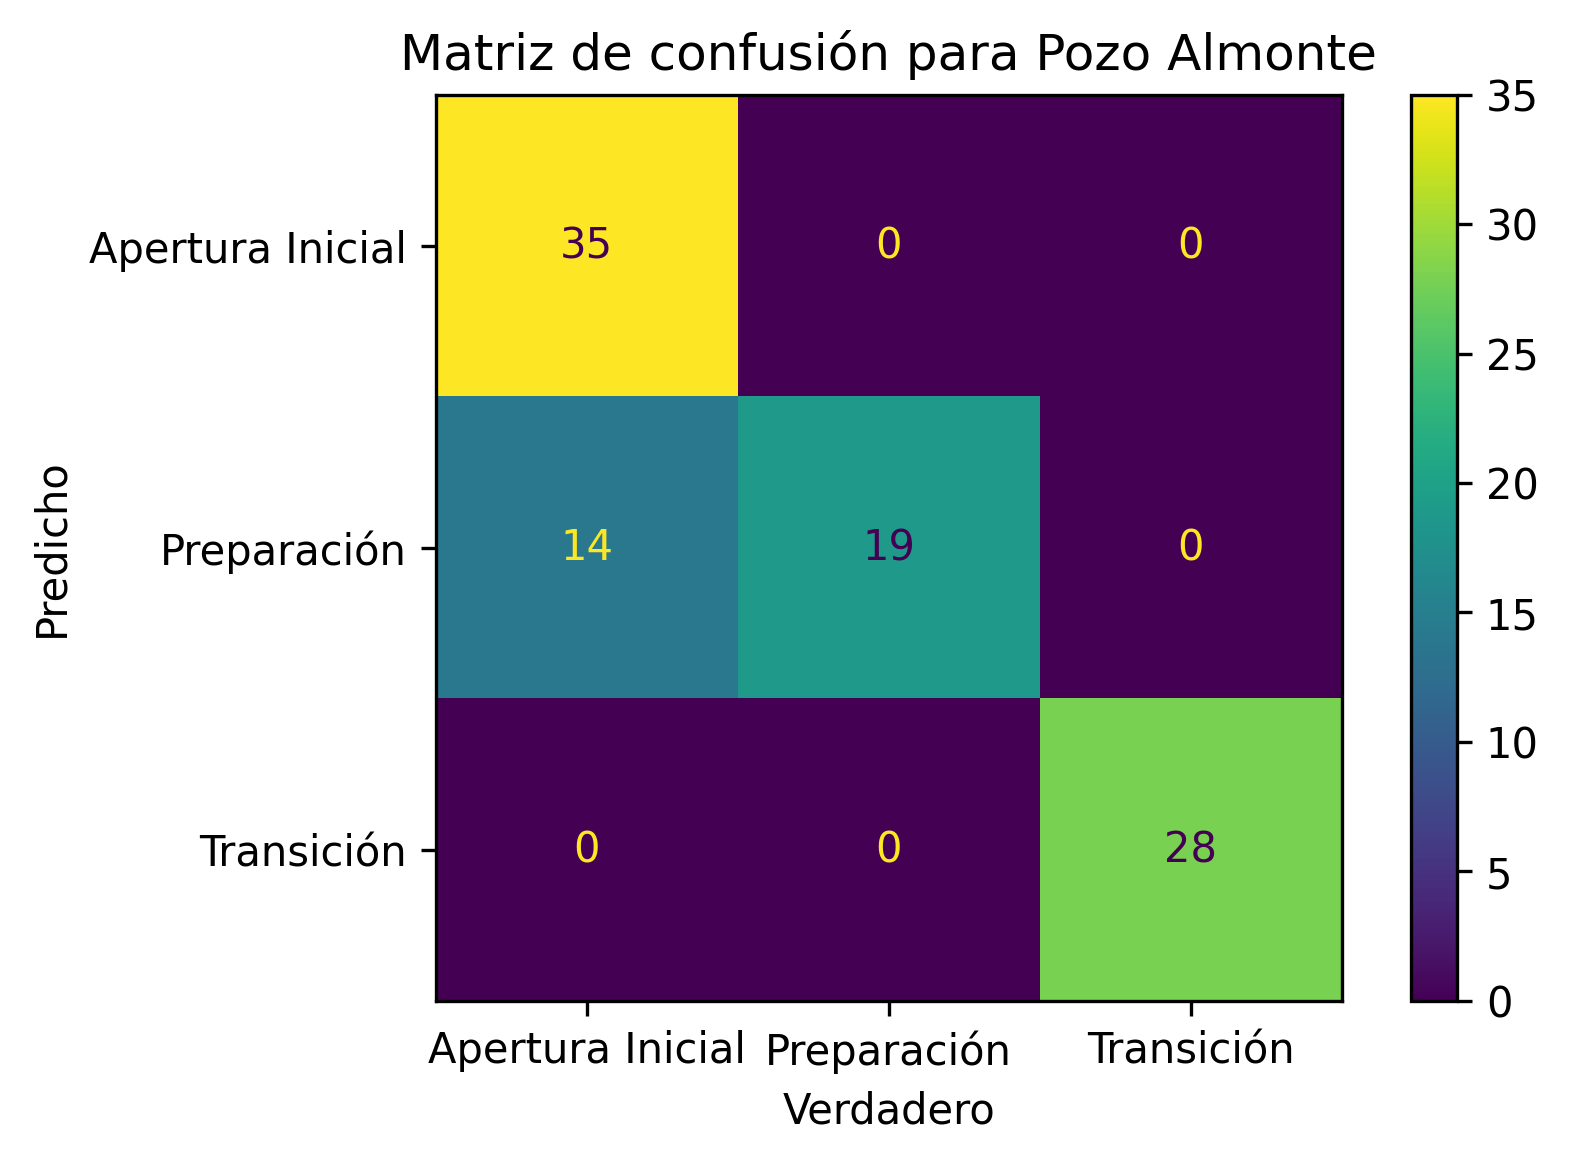 Matriz de confusión para Pozo Almonte
Predicho
Apertura Inicial
35
0
0
Preparación
14
19
0
Transición
0
0
28
Apertura Inicial
Preparación
Transición
Verdadero
35
30
25
20
15
10
5
0